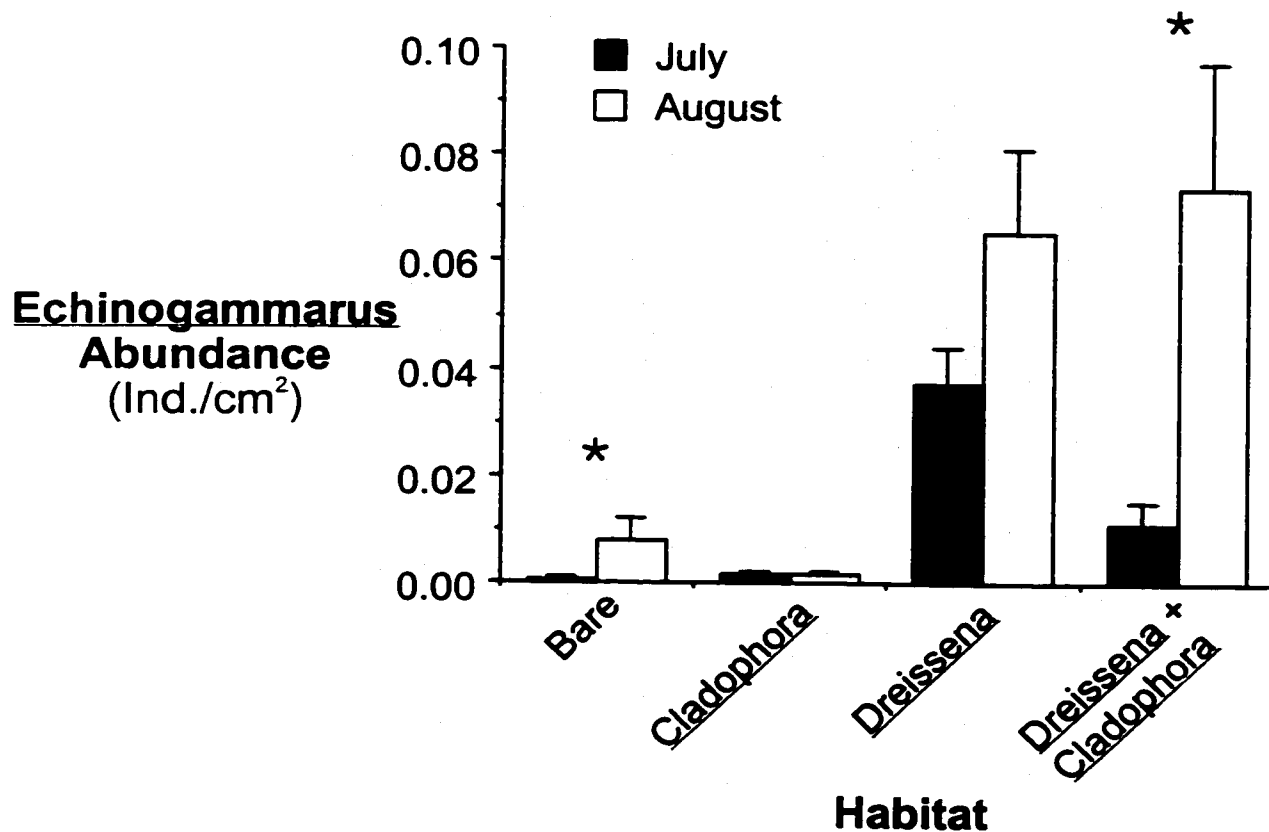 *
0.10
July
August
0.08
0.06
Echinogammarus
Abundance
(Ind./cm²)
0.04
*
0.02
0.00
Bare
Cladophora
Dreissena
Dreissena +
Cladophora
Habitat